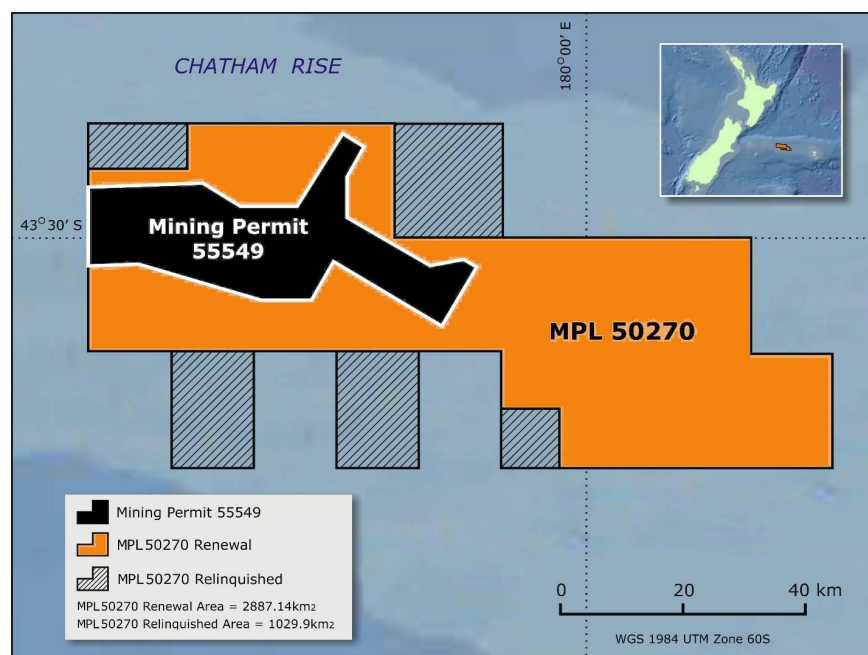 CHATHAM RISE
180°00' E
43°30' S
Mining Permit
55549
MPL 50270
Mining Permit 55549
MPL50270 Renewal
MPL50270 Relinquished
MPL50270 Renewal Area = 2887.14km2
MPL50270 Relinquished Area = 1029.9km2
0 20 40 km
WGS 1984 UTM Zone 60S